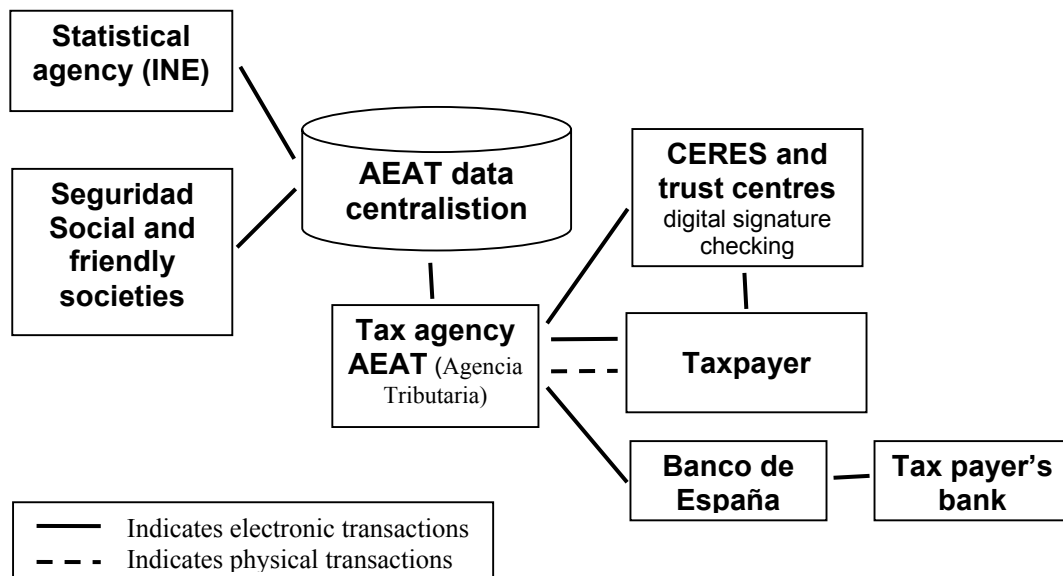 Statistical
agency (INE)
Seguridad
Social and
friendly
societies
AEAT data
centralistion
CERES and
trust centres
digital signature
checking
Tax agency
AEAT (Agencia
Tributaria)
Taxpayer
Banco de
España
Tax payer's
bank
Indicates electronic transactions
Indicates physical transactions